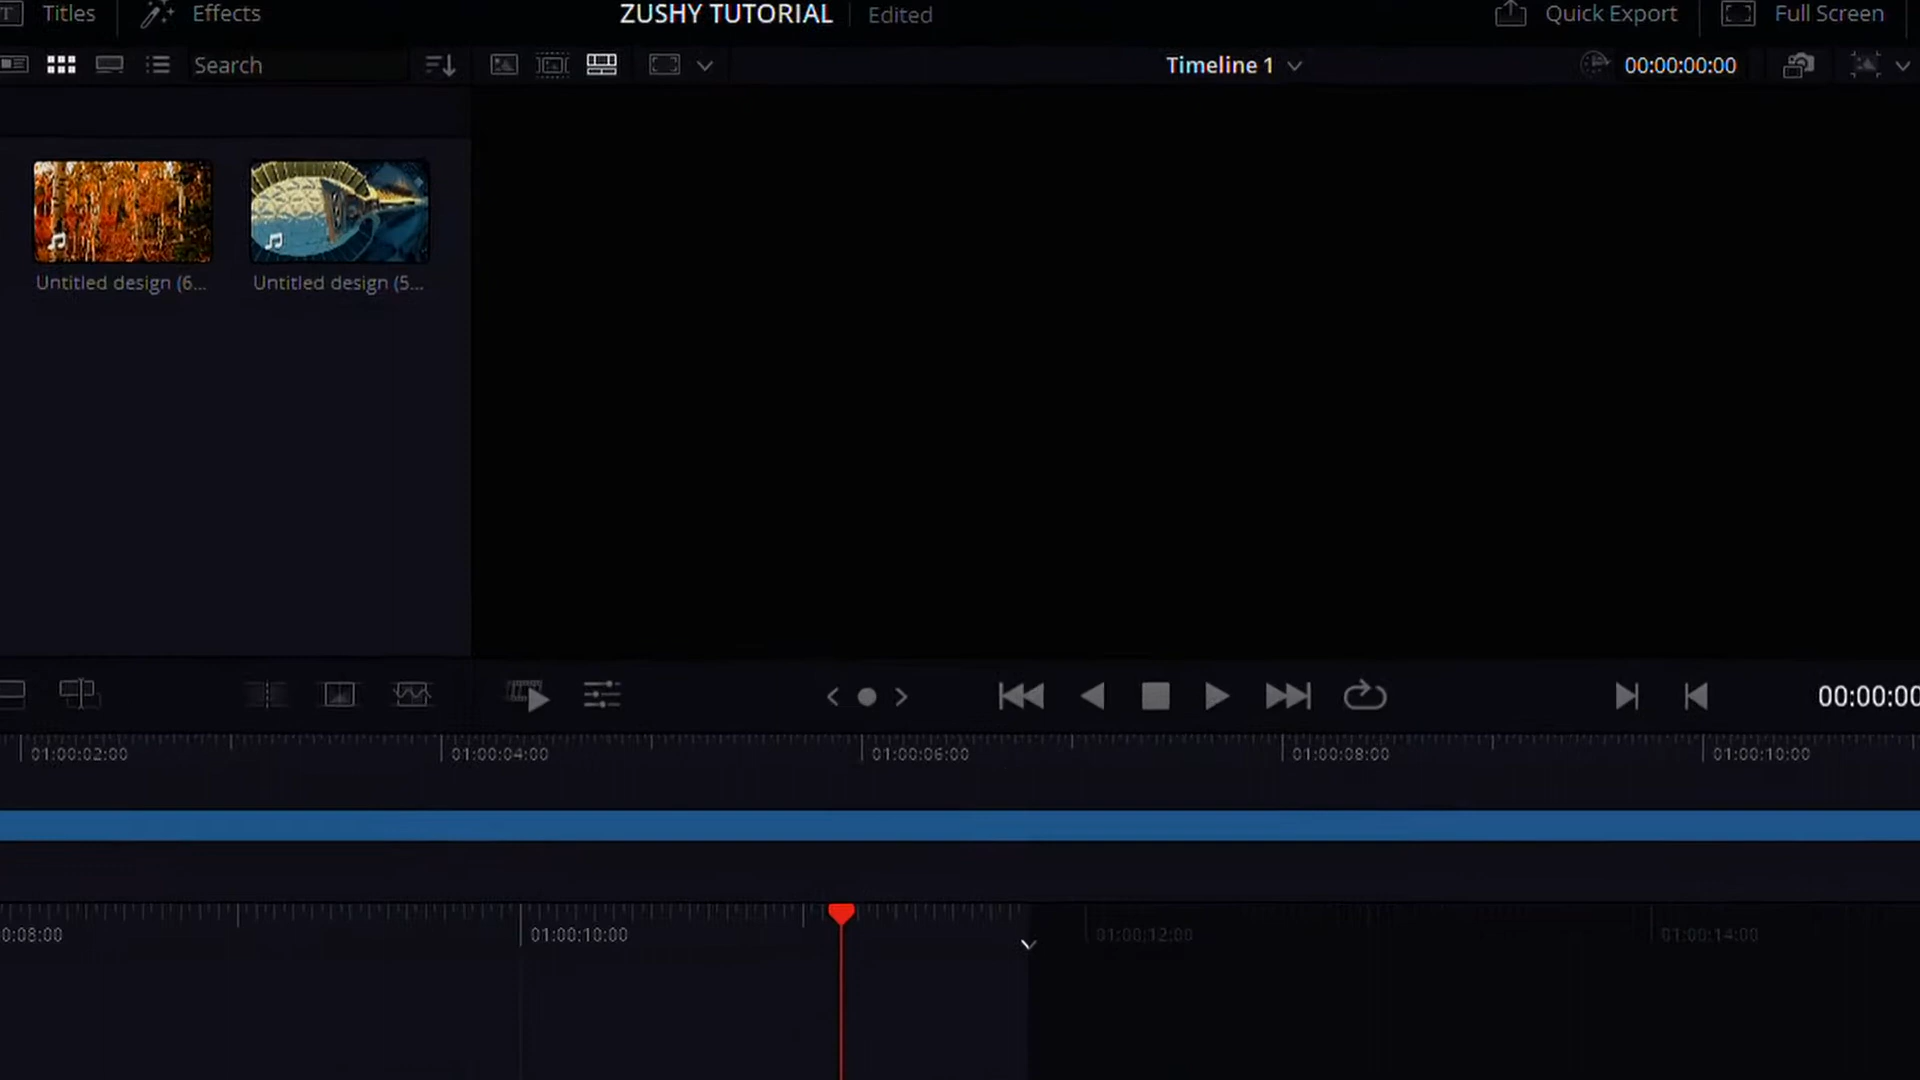 Titles
Effects
ZUSHY TUTORIAL
Edited
Quick Export
Full Screen
Search
Timeline 1
00:00:00:00
Untitled design (6...
Untitled design (5...
00:00:00
01:00:02:00
01:00:04:00
01:00:06:00
01:00:08:00
01:00:10:00
0:08:00
01:00:10:00
01:00:12:00
01:00:14:00